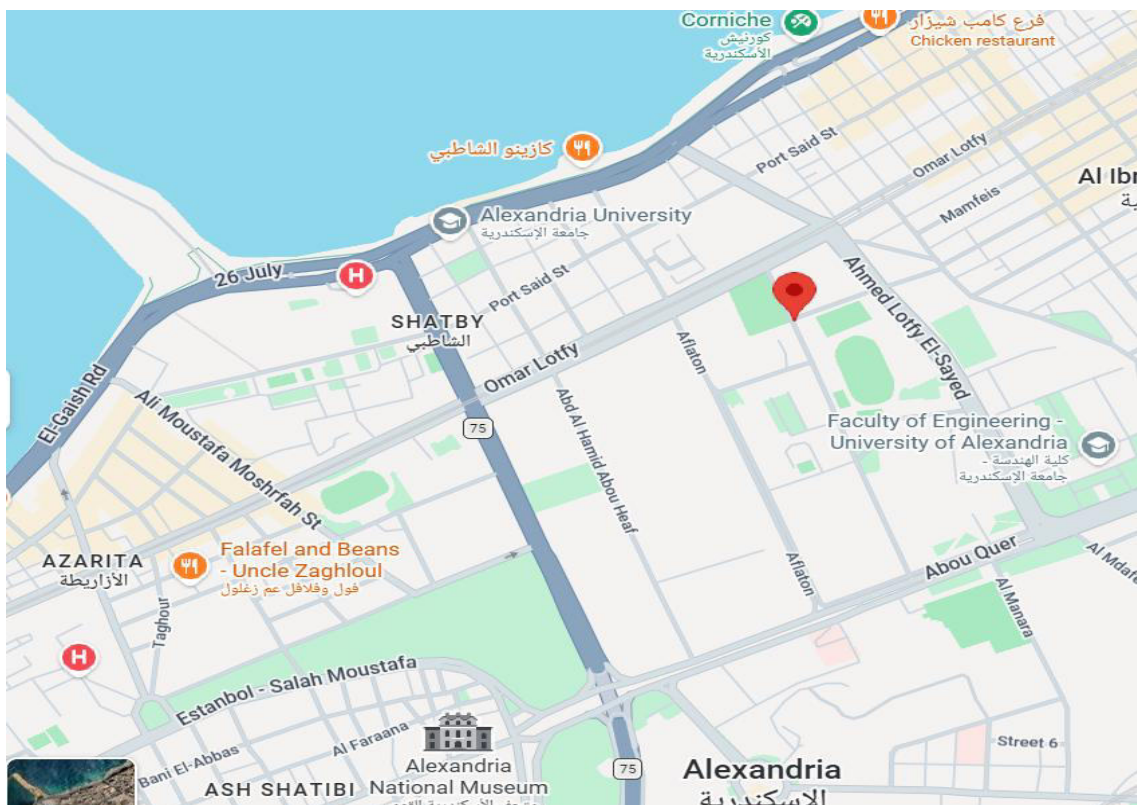 Corniche
كورنيش
الأسكندرية
فرع كامب شيزار
Chicken restaurant
كازينو الشاطبي
Port Said St
Omar Lotfy
Al Ibr
Mamfeis
Alexandria University
جامعة الإسكندرية
26 July
Port Said St
Ahmed Lotfy El-Sayed
SHATBY
الشاطبي
Omar Lotfy
Aflaton
El-Gaish Rd
Ali Moustafa Moshrfah St
75
Abd Al Hamid Abou Heaf
Faculty of Engineering -
University of Alexandria
كلية الهندسة -
جامعة الإسكندرية
AZARITA
الأزاريطة
Falafel and Beans
- Uncle Zaghloul
فول وفلافل عم زغلول
Aflaton
Abou Quer
Al Mdafe
Al Manara
Taghour
H
H
Estanbol - Salah Moustafa
Al Faraana
Bani El-Abbas
ASH SHATIBI
Alexandria
National Museum
75
Alexandria
الإسكندرية
Street 6